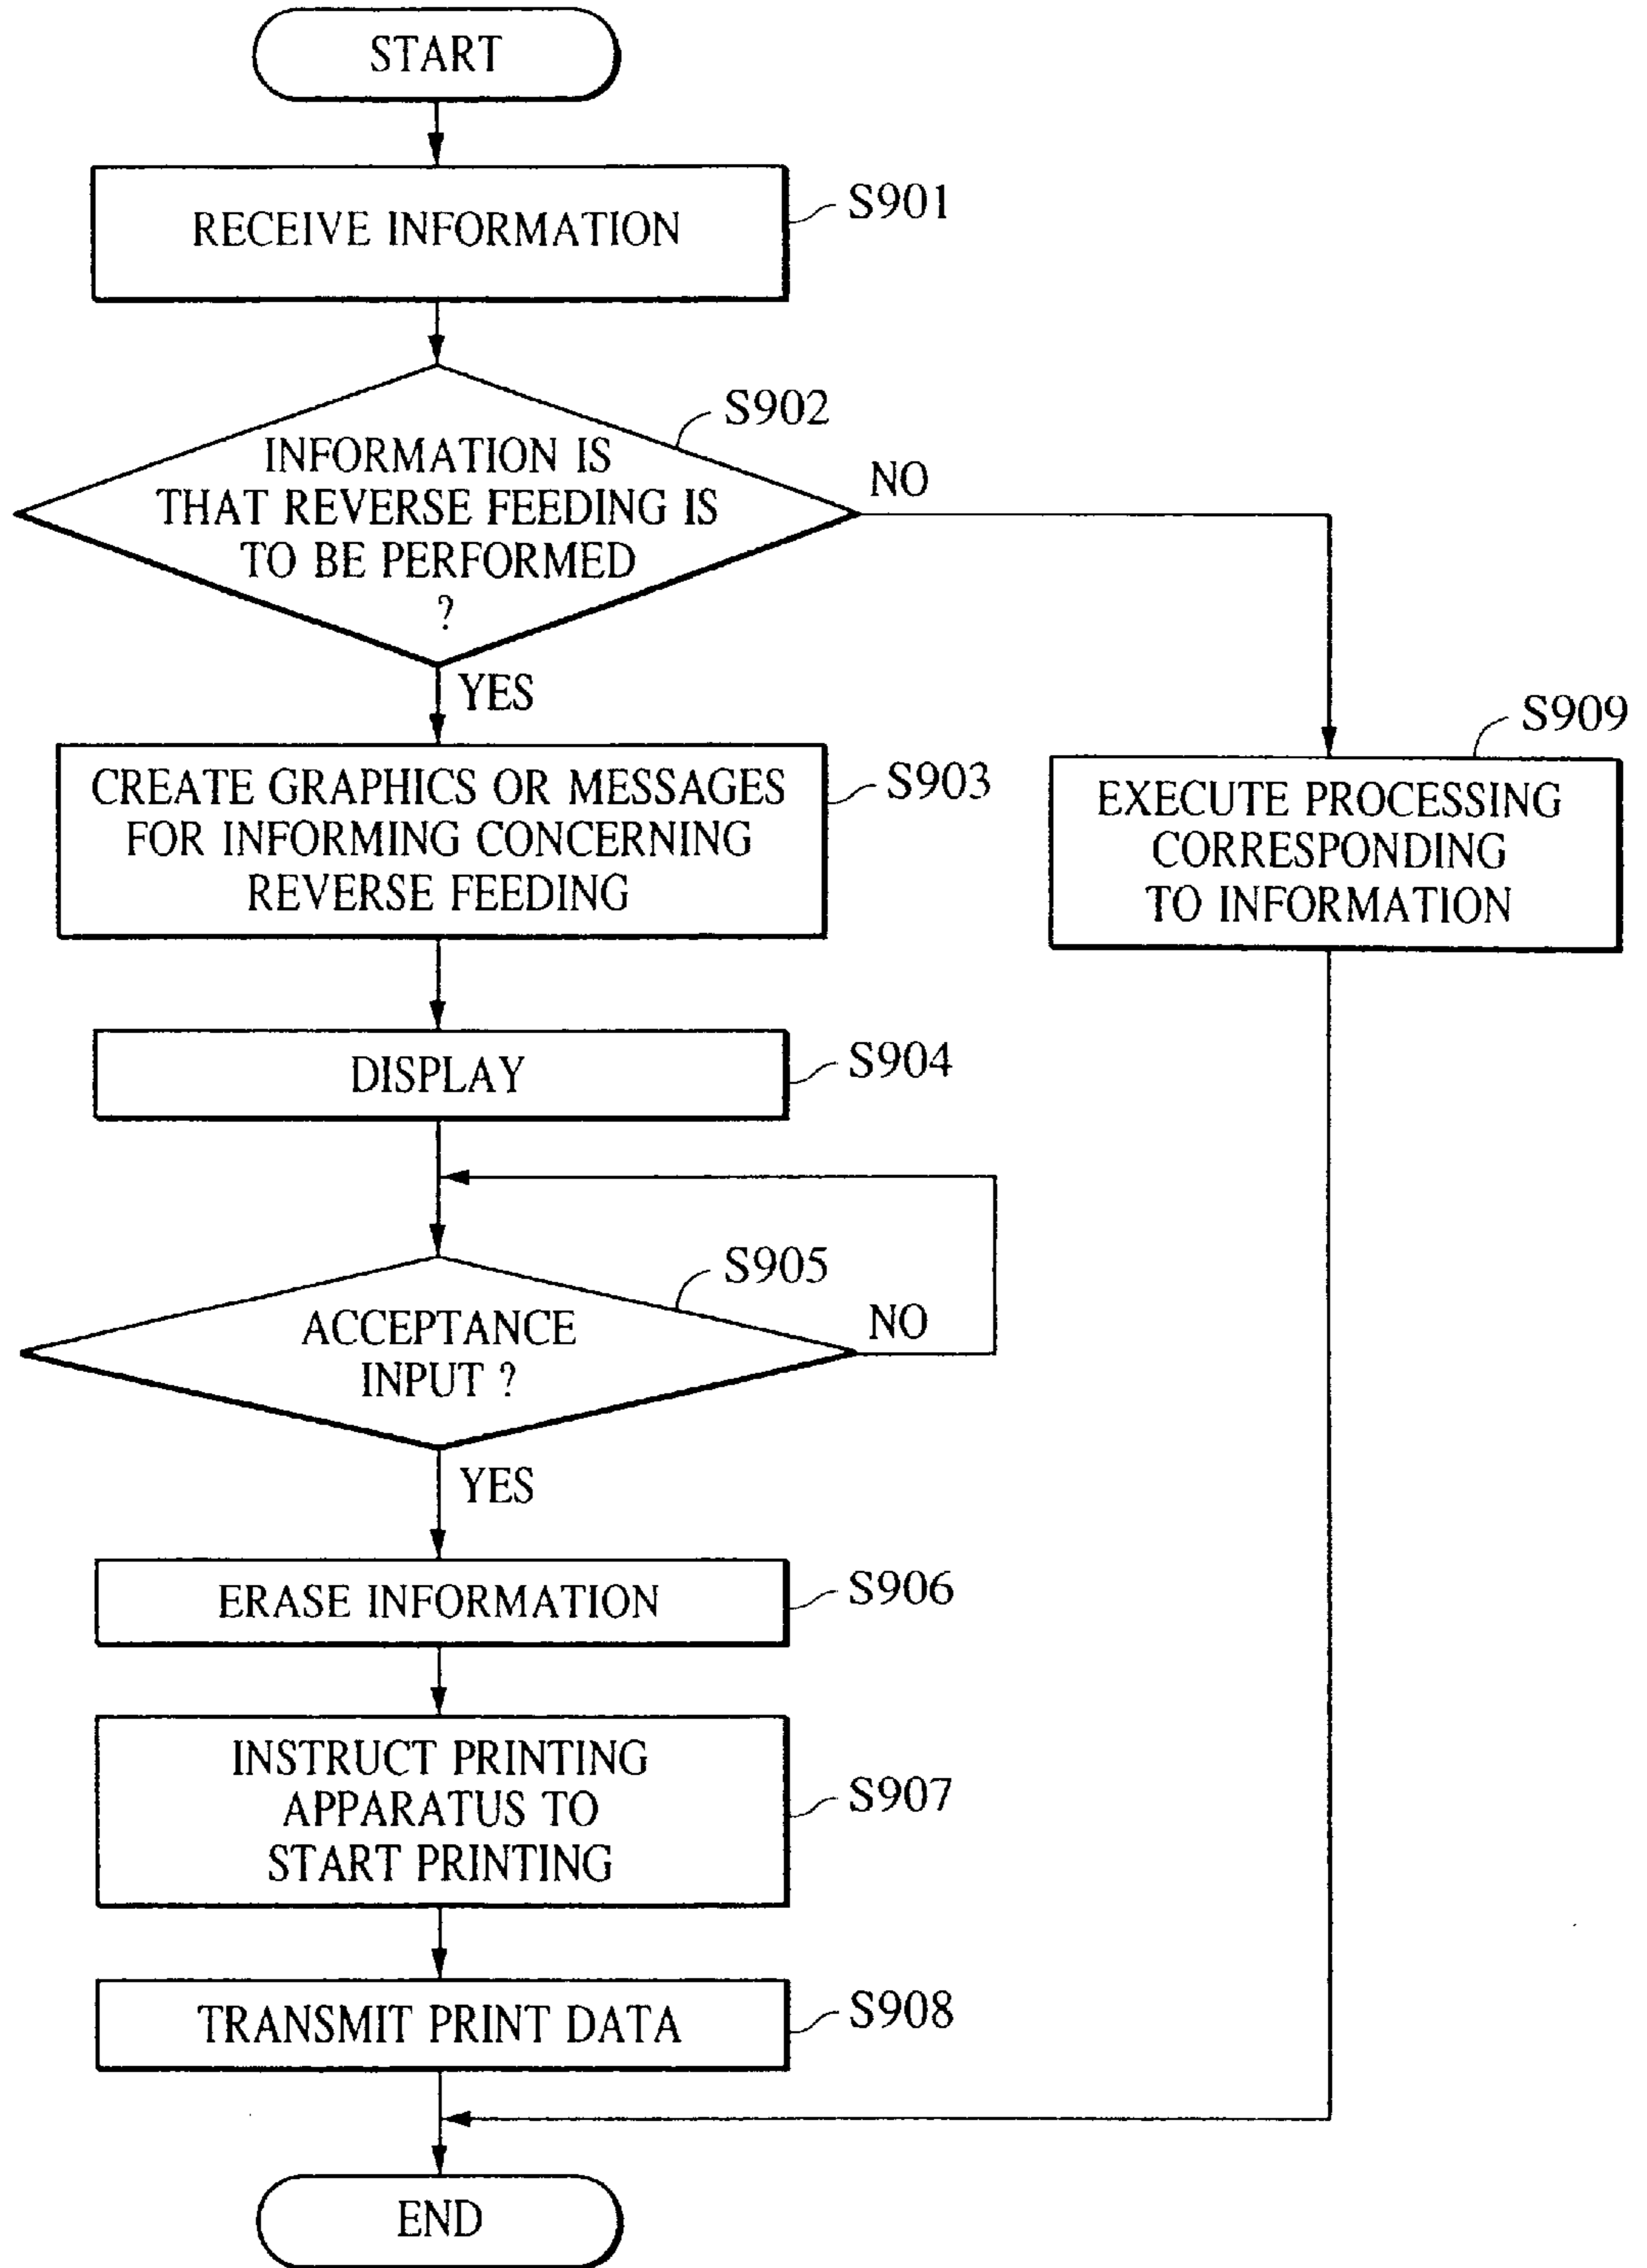 START
RECEIVE INFORMATION
S901
S902
INFORMATION IS
THAT REVERSE FEEDING IS
TO BE PERFORMED
?
NO
YES
CREATE GRAPHICS OR MESSAGES
FOR INFORMING CONCERNING
REVERSE FEEDING
S903
S909
EXECUTE PROCESSING
CORRESPONDING
TO INFORMATION
DISPLAY
S904
S905
ACCEPTANCE
INPUT ?
NO
YES
ERASE INFORMATION
S906
INSTRUCT PRINTING
APPARATUS TO
START PRINTING
S907
TRANSMIT PRINT DATA
S908
END